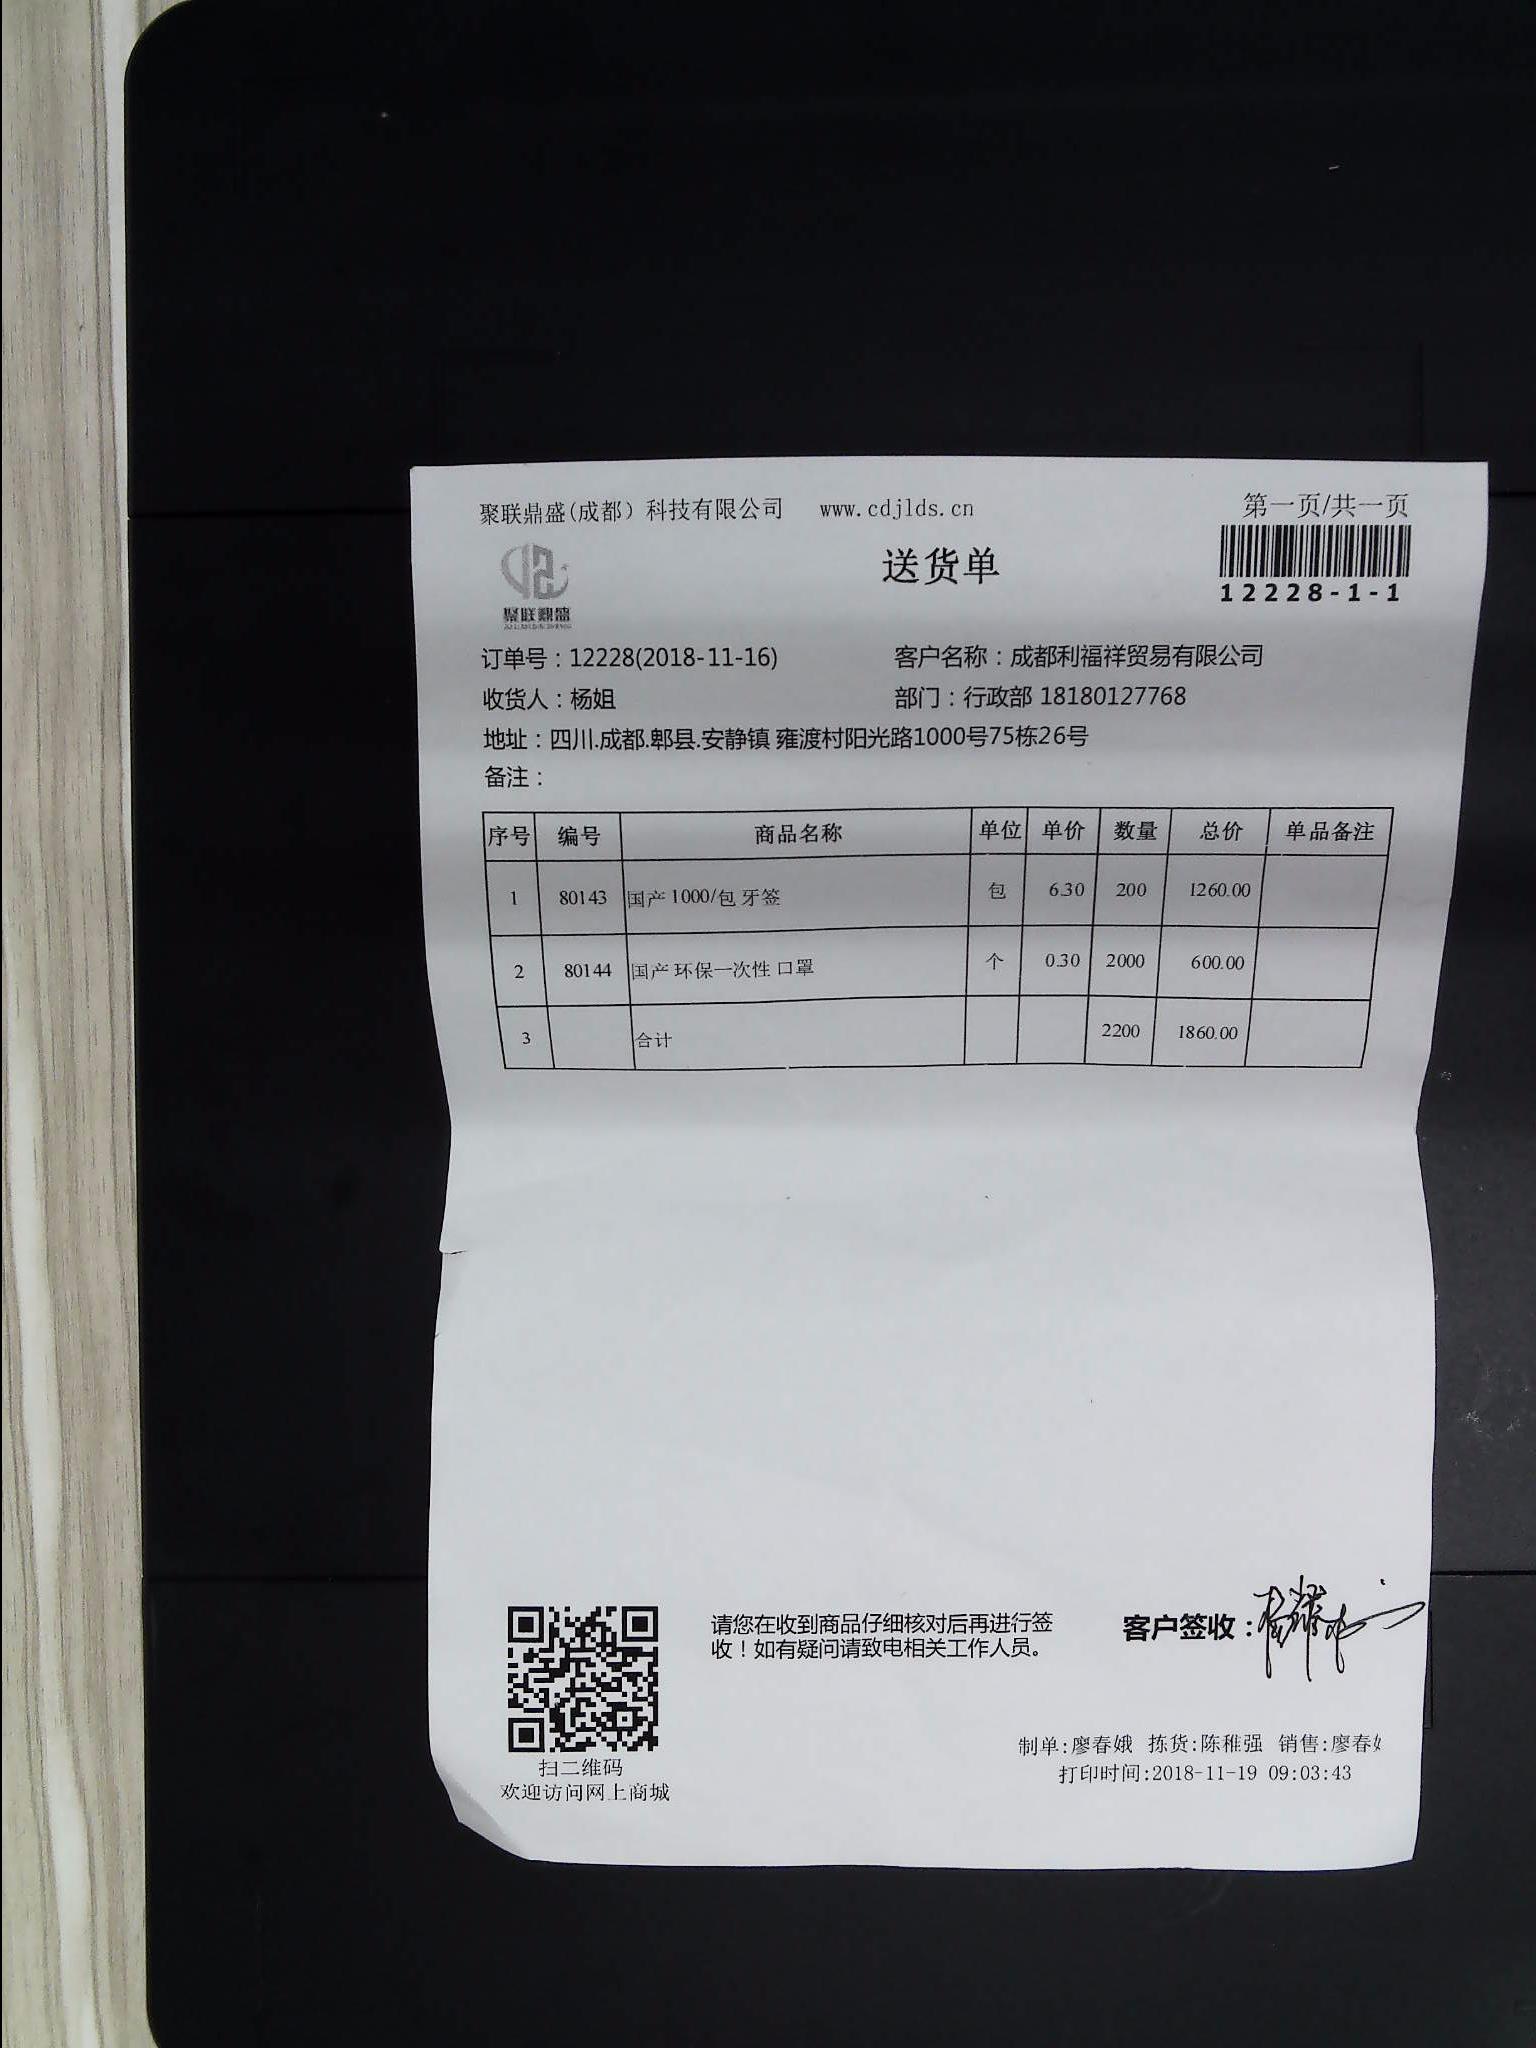 聚联鼎盛(成都)科技有限公司 www.cdjlds.cn 第一页/共一页
送货单
12228-1-1
聚联鼎盛
订单号：12228(2018-11-16) 客户名称：成都利福祥贸易有限公司
收货人：杨姐 部门：行政部 18180127768
地址：四川.成都.郫县.安静镇 雍渡村阳光路1000号75栋26号
备注：
序号 编号 商品名称 单位 单价 数量 总价 单品备注
1 80143 国产 1000/包 牙签 包 6.30 200 1260.00
2 80144 国产 环保一次性 口罩 个 0.30 2000 600.00
3 合计 2200 1860.00
请您在收到商品仔细核对后再进行签
收！如有疑问请致电相关工作人员。
客户签收：
扫二维码
欢迎访问网上商城
制单:廖春娥 拣货:陈稚强 销售:廖春
打印时间:2018-11-19 09:03:43